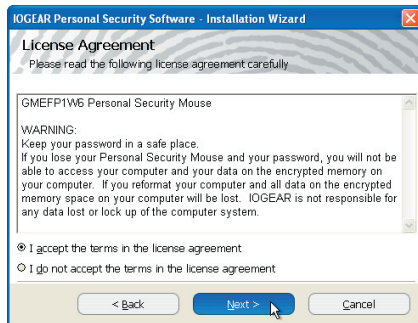 IOGEAR Personal Security Software - Installation Wizard
License Agreement
Please read the following license agreement carefully
GMEFP1W6 Personal Security Mouse
WARNING:
Keep your password in a safe place.
If you lose your Personal Security Mouse and your password, you will not be
able to access your computer and your data on the encrypted memory on
your computer. If you reformat your computer and all data on the encrypted
memory space on your computer will be lost. IOGEAR is not responsible for
any data lost or lock up of the computer system.
I accept the terms in the license agreement
I do not accept the terms in the license agreement
< Back Next > Cancel